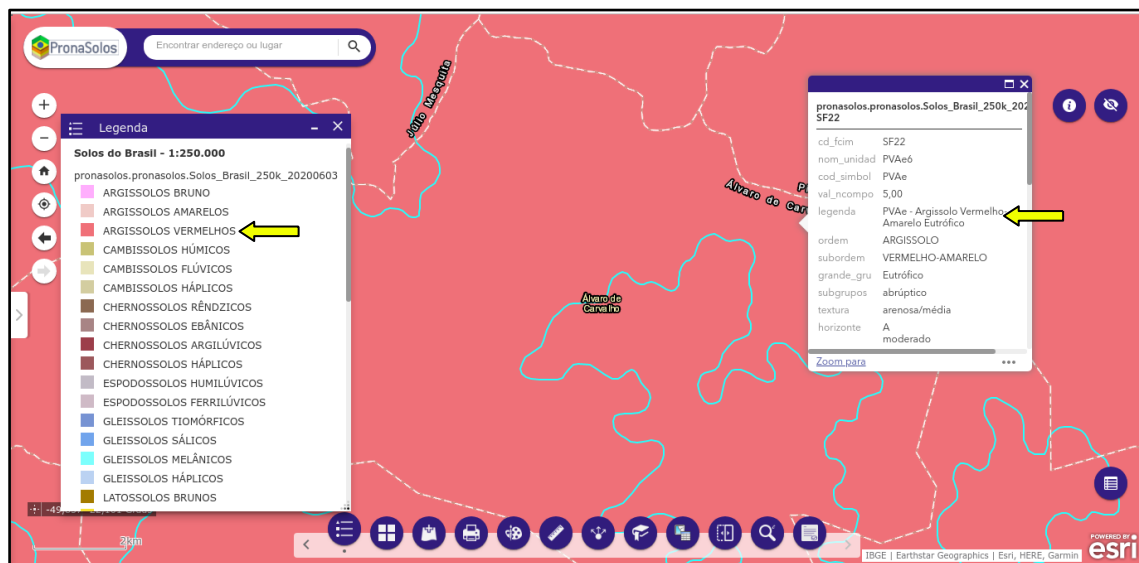 PronaSolos
Encontrar endereço ou lugar
Júlio Mesquita
Legenda
Solos do Brasil - 1:250.000
pronasolos.pronasolos.Solos_Brasil_250k_20200603
ARGISSOLOS BRUNO
ARGISSOLOS AMARELOS
ARGISSOLOS VERMELHOS
CAMBISSOLOS HÚMICOS
CAMBISSOLOS FLÚVICOS
CAMBISSOLOS HÁPLICOS
CHERNOSSOLOS RÊNDZICOS
CHERNOSSOLOS EBÂNICOS
CHERNOSSOLOS ARGILÚVICOS
CHERNOSSOLOS HÁPLICOS
ESPODOSSOLOS HUMILÚVICOS
ESPODOSSOLOS FERRILÚVICOS
GLEISSOLOS TIOMÓRFICOS
GLEISSOLOS SÁLICOS
GLEISSOLOS MELÂNICOS
GLEISSOLOS HÁPLICOS
LATOSSOLOS BRUNOS
2km
Álvaro de Car
Álvaro de
Carvalho
pronasolos.pronasolos.Solos_Brasil_250k_202
SF22
cd_fcim SF22
nom_unidad PVAe6
cod_simbol PVAe
val_ncompo 5,00
legenda PVAe - Argissolo Vermelho-
Amarelo Eutrófico
ordem ARGISSOLO
subordem VERMELHO-AMARELO
grande_gru Eutrófico
subgrupos abrúptico
textura arenosa/média
horizonte A
moderado
Zoom para
IBGE | Earthstar Geographics | Esri, HERE, Garmin
POWERED BY
esri